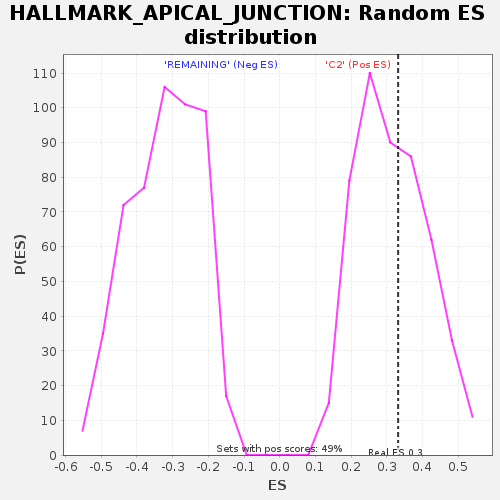 HALLMARK_APICAL_JUNCTION: Random ES
distribution
'REMAINING' (Neg ES)
'C2' (Pos ES)
110
100
90
80
70
60
50
40
30
20
10
0
P(ES)
Sets with pos scores: 49%
Real ES 0.3
-0.6 -0.5 -0.4 -0.3 -0.2 -0.1 0.0 0.1 0.2 0.3 0.4 0.5
ES